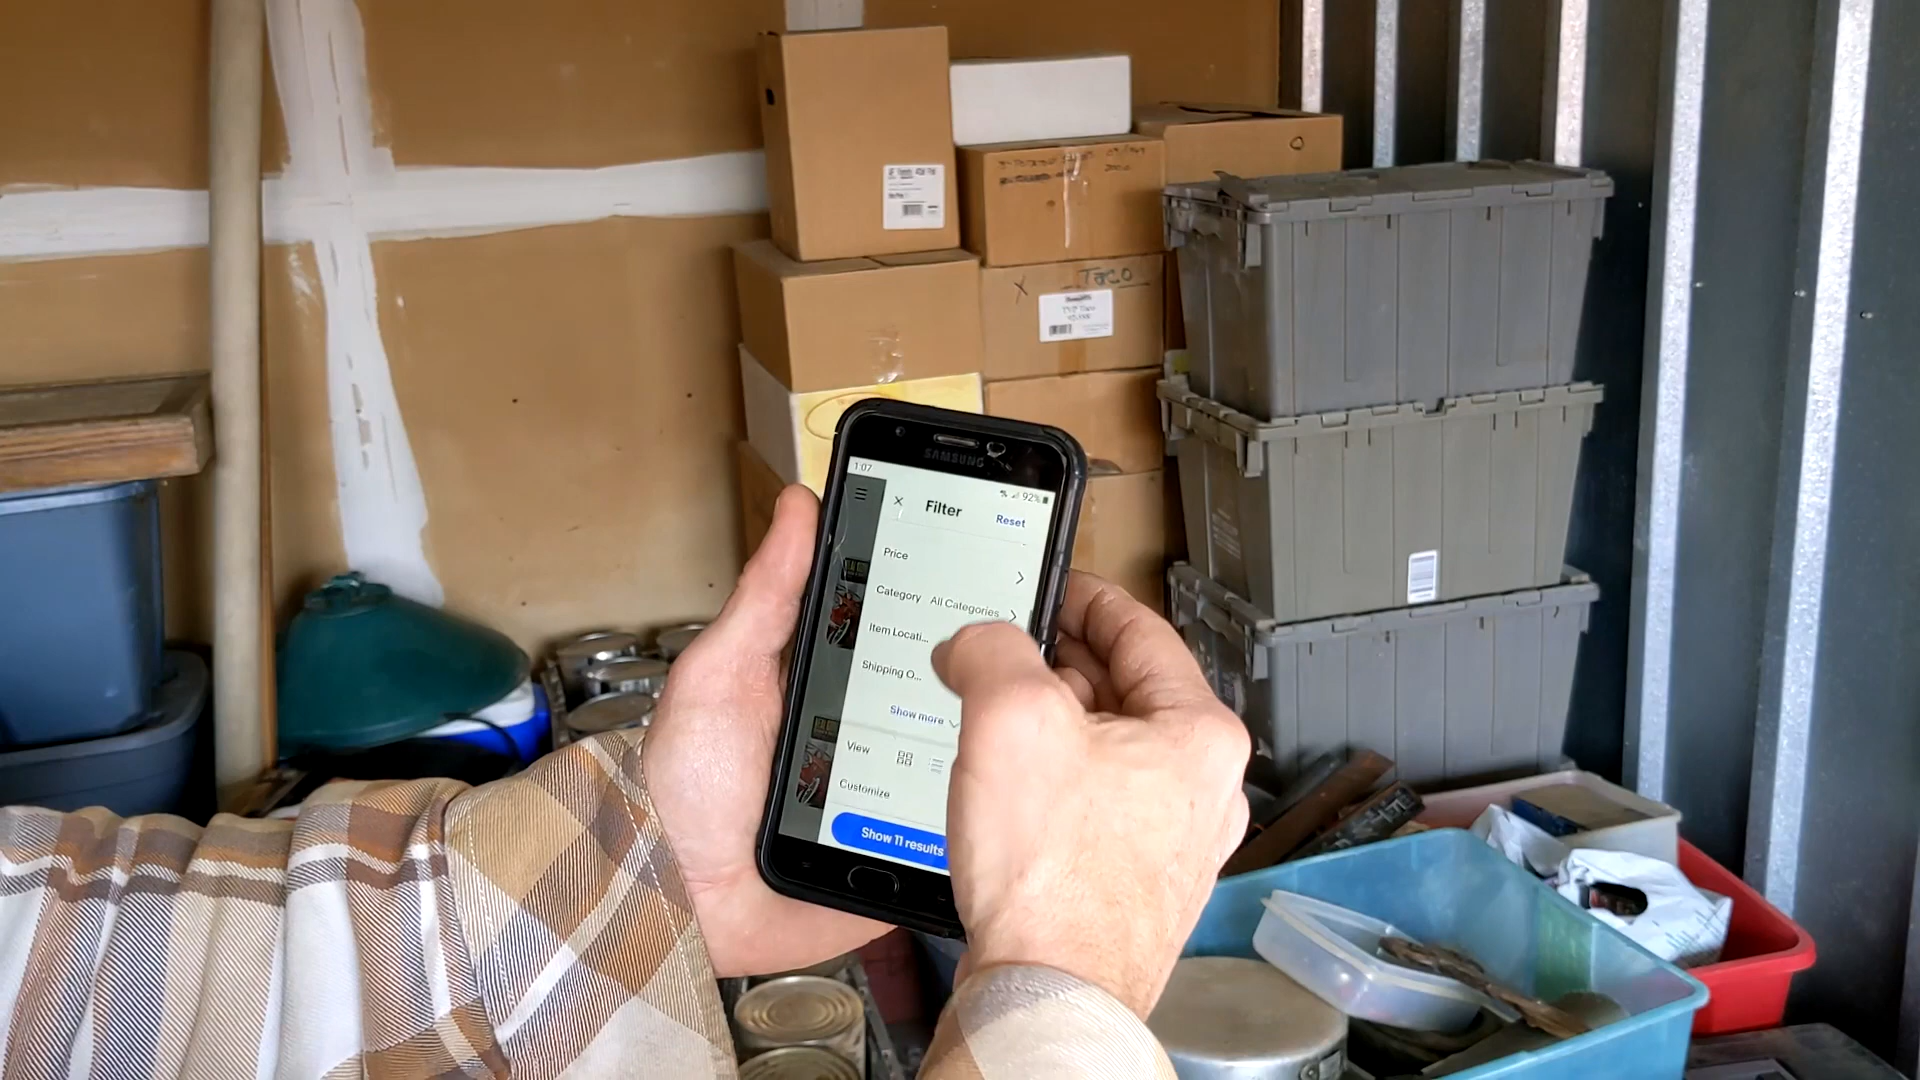 TACO
X
SAMSUNG
1:07
92%
Filter
Reset
Price
Category
All Categories
Item Locati...
Shipping O...
Show more
View
Customize
Show 11 results